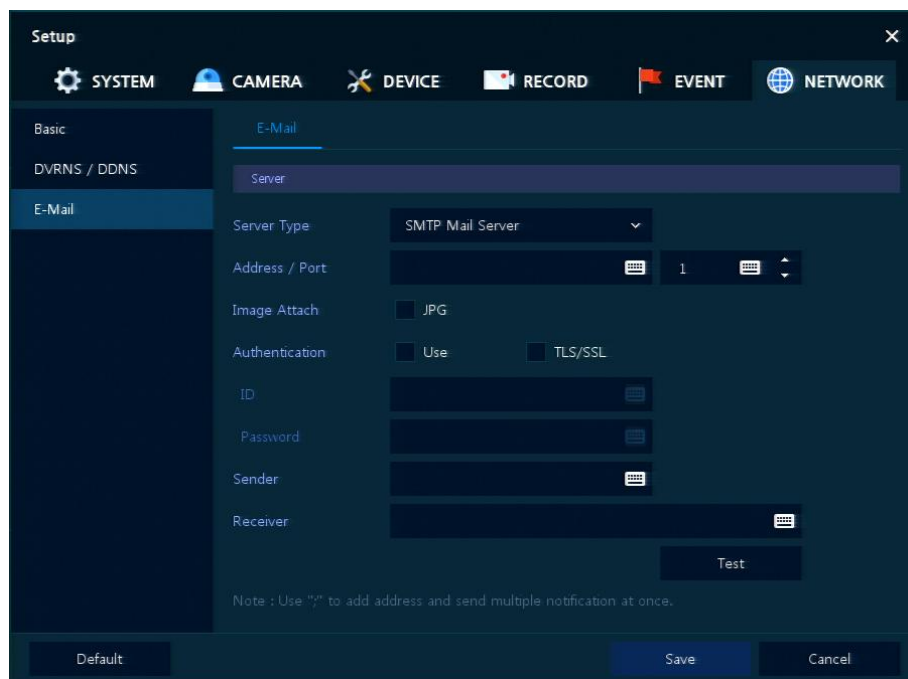 Setup
SYSTEM CAMERA DEVICE RECORD EVENT NETWORK
Basic
DVRNS / DDNS
E-Mail
E-Mail
Server
Server Type SMTP Mail Server
Address / Port 1
Image Attach JPG
Authentication Use TLS/SSL
ID
Password
Sender
Receiver
Test
Note : Use ";" to add address and send multiple notification at once.
Default Save Cancel